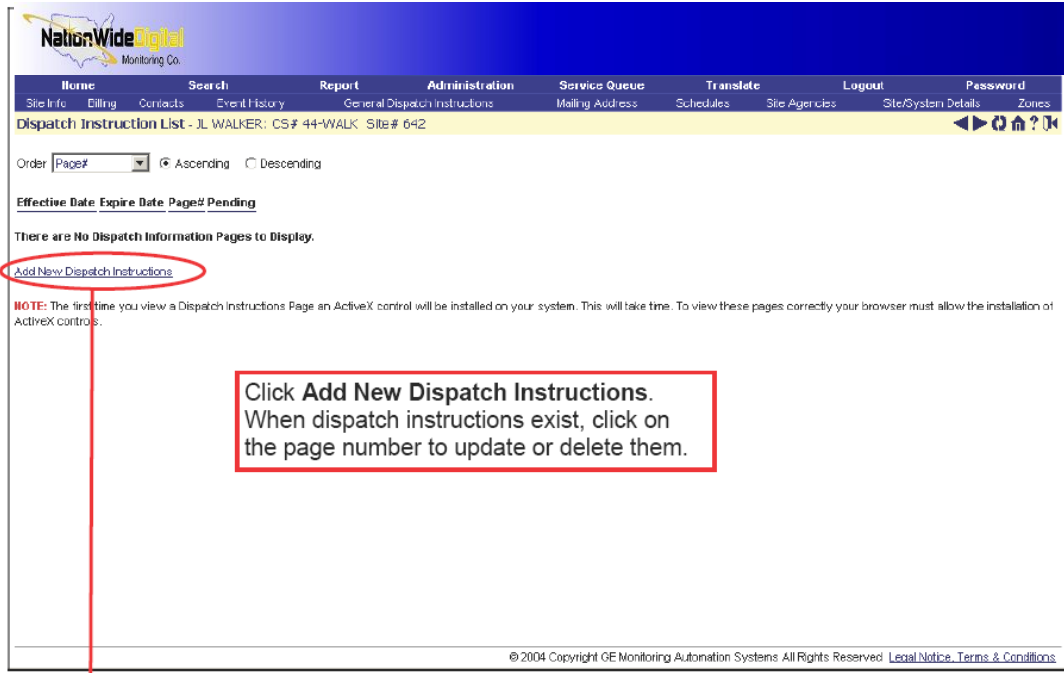 NationWideDigital
Monitoring Co.
Home Search Report Administration Service Queue Translate Logout Password
Site Info Billing Contacts Event History General Dispatch Instructions Mailing Address Schedules Site Agencies Site/System Details Zones
Dispatch Instruction List - JL WALKER: CS# 44-WALK Site# 642
Order Page# Ascending Descending
Effective Date Expire Date Page# Pending
There are No Dispatch Information Pages to Display.
Add New Dispatch Instructions
NOTE: The first time you view a Dispatch Instructions Page an ActiveX control will be installed on your system. This will take time. To view these pages correctly your browser must allow the installation of
ActiveX controls.
Click Add New Dispatch Instructions.
When dispatch instructions exist, click on
the page number to update or delete them.
© 2004 Copyright GE Monitoring Automation Systems All Rights Reserved Legal Notice, Terms & Conditions